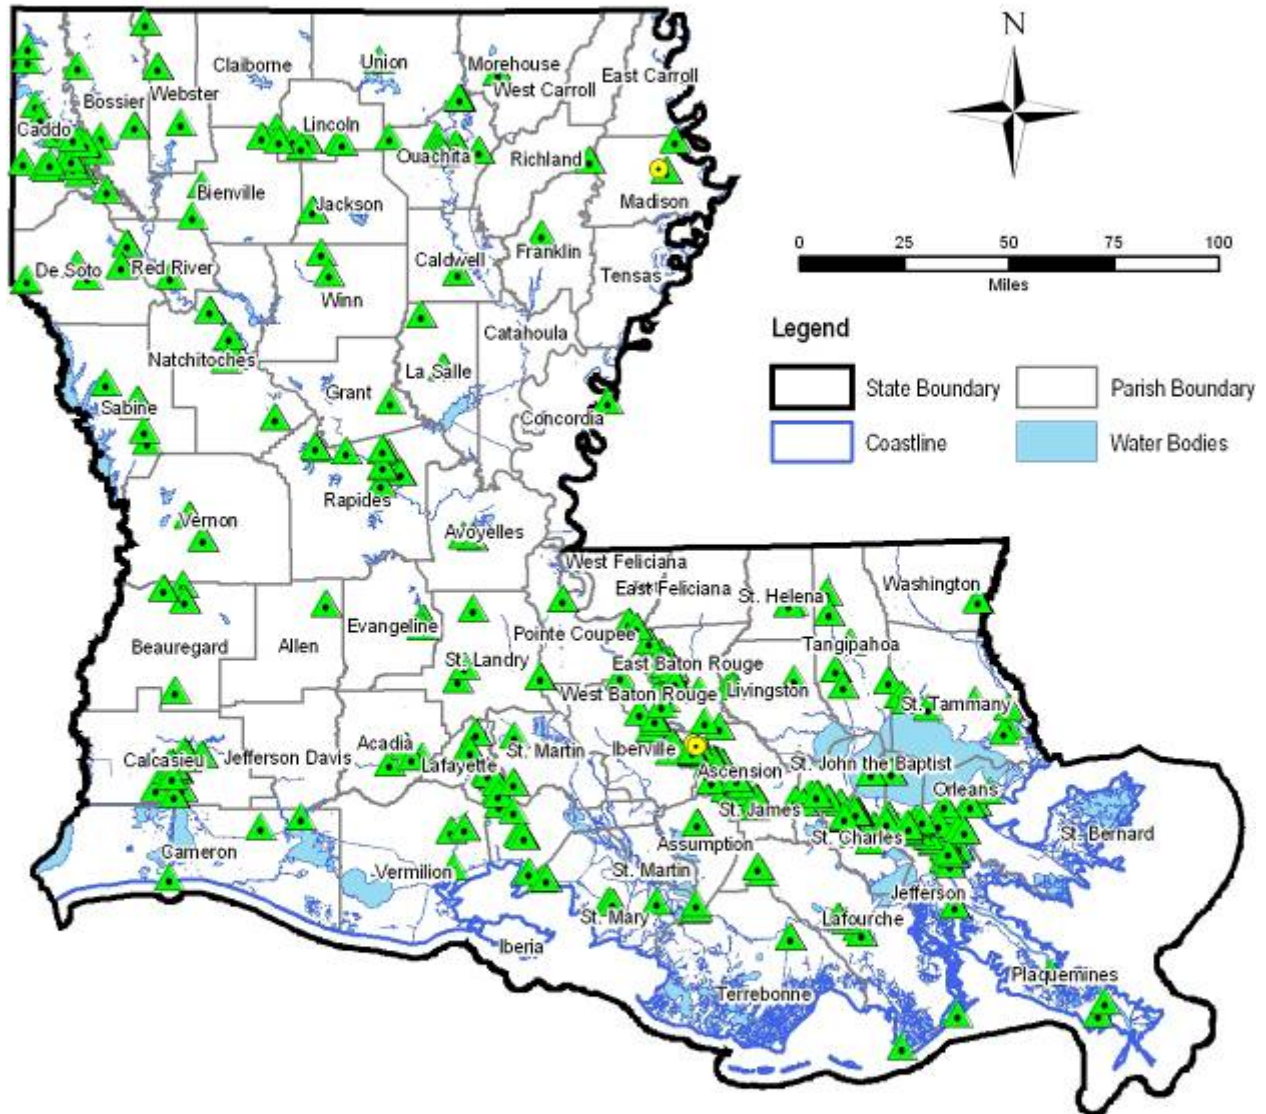 N
Claiborne
Union
Morehouse
West Carroll
East Carroll
Webster
Bossier
Caddo
Lincoln
Ouachita
Richland
Madison
Bienville
Jackson
Franklin
De Soto
Red River
Winn
Caldwell
Tensas
Catahoula
Natchitoches
La Salle
Grant
Sabine
Concordia
Rapides
Vernon
Avoyelles
0 25 50 75 100
Miles
Legend
State Boundary
Parish Boundary
Coastline
Water Bodies
West Feliciana
East Feliciana
St. Helena
Washington
Pointe Coupee
Tangipahoa
Beauregard
Allen
Evangeline
St. Landry
East Baton Rouge
West Baton Rouge
Livingston
St. Tammany
Calcasieu
Jefferson Davis
Acadia
Lafayette
St. Martin
Iberville
Ascension
St. John the Baptist
Orleans
St. James
St. Charles
St. Bernard
Cameron
Vermilion
Assumption
St. Martin
Jefferson
St. Mary
Lafourche
Iberia
Terrebonne
Plaquemines